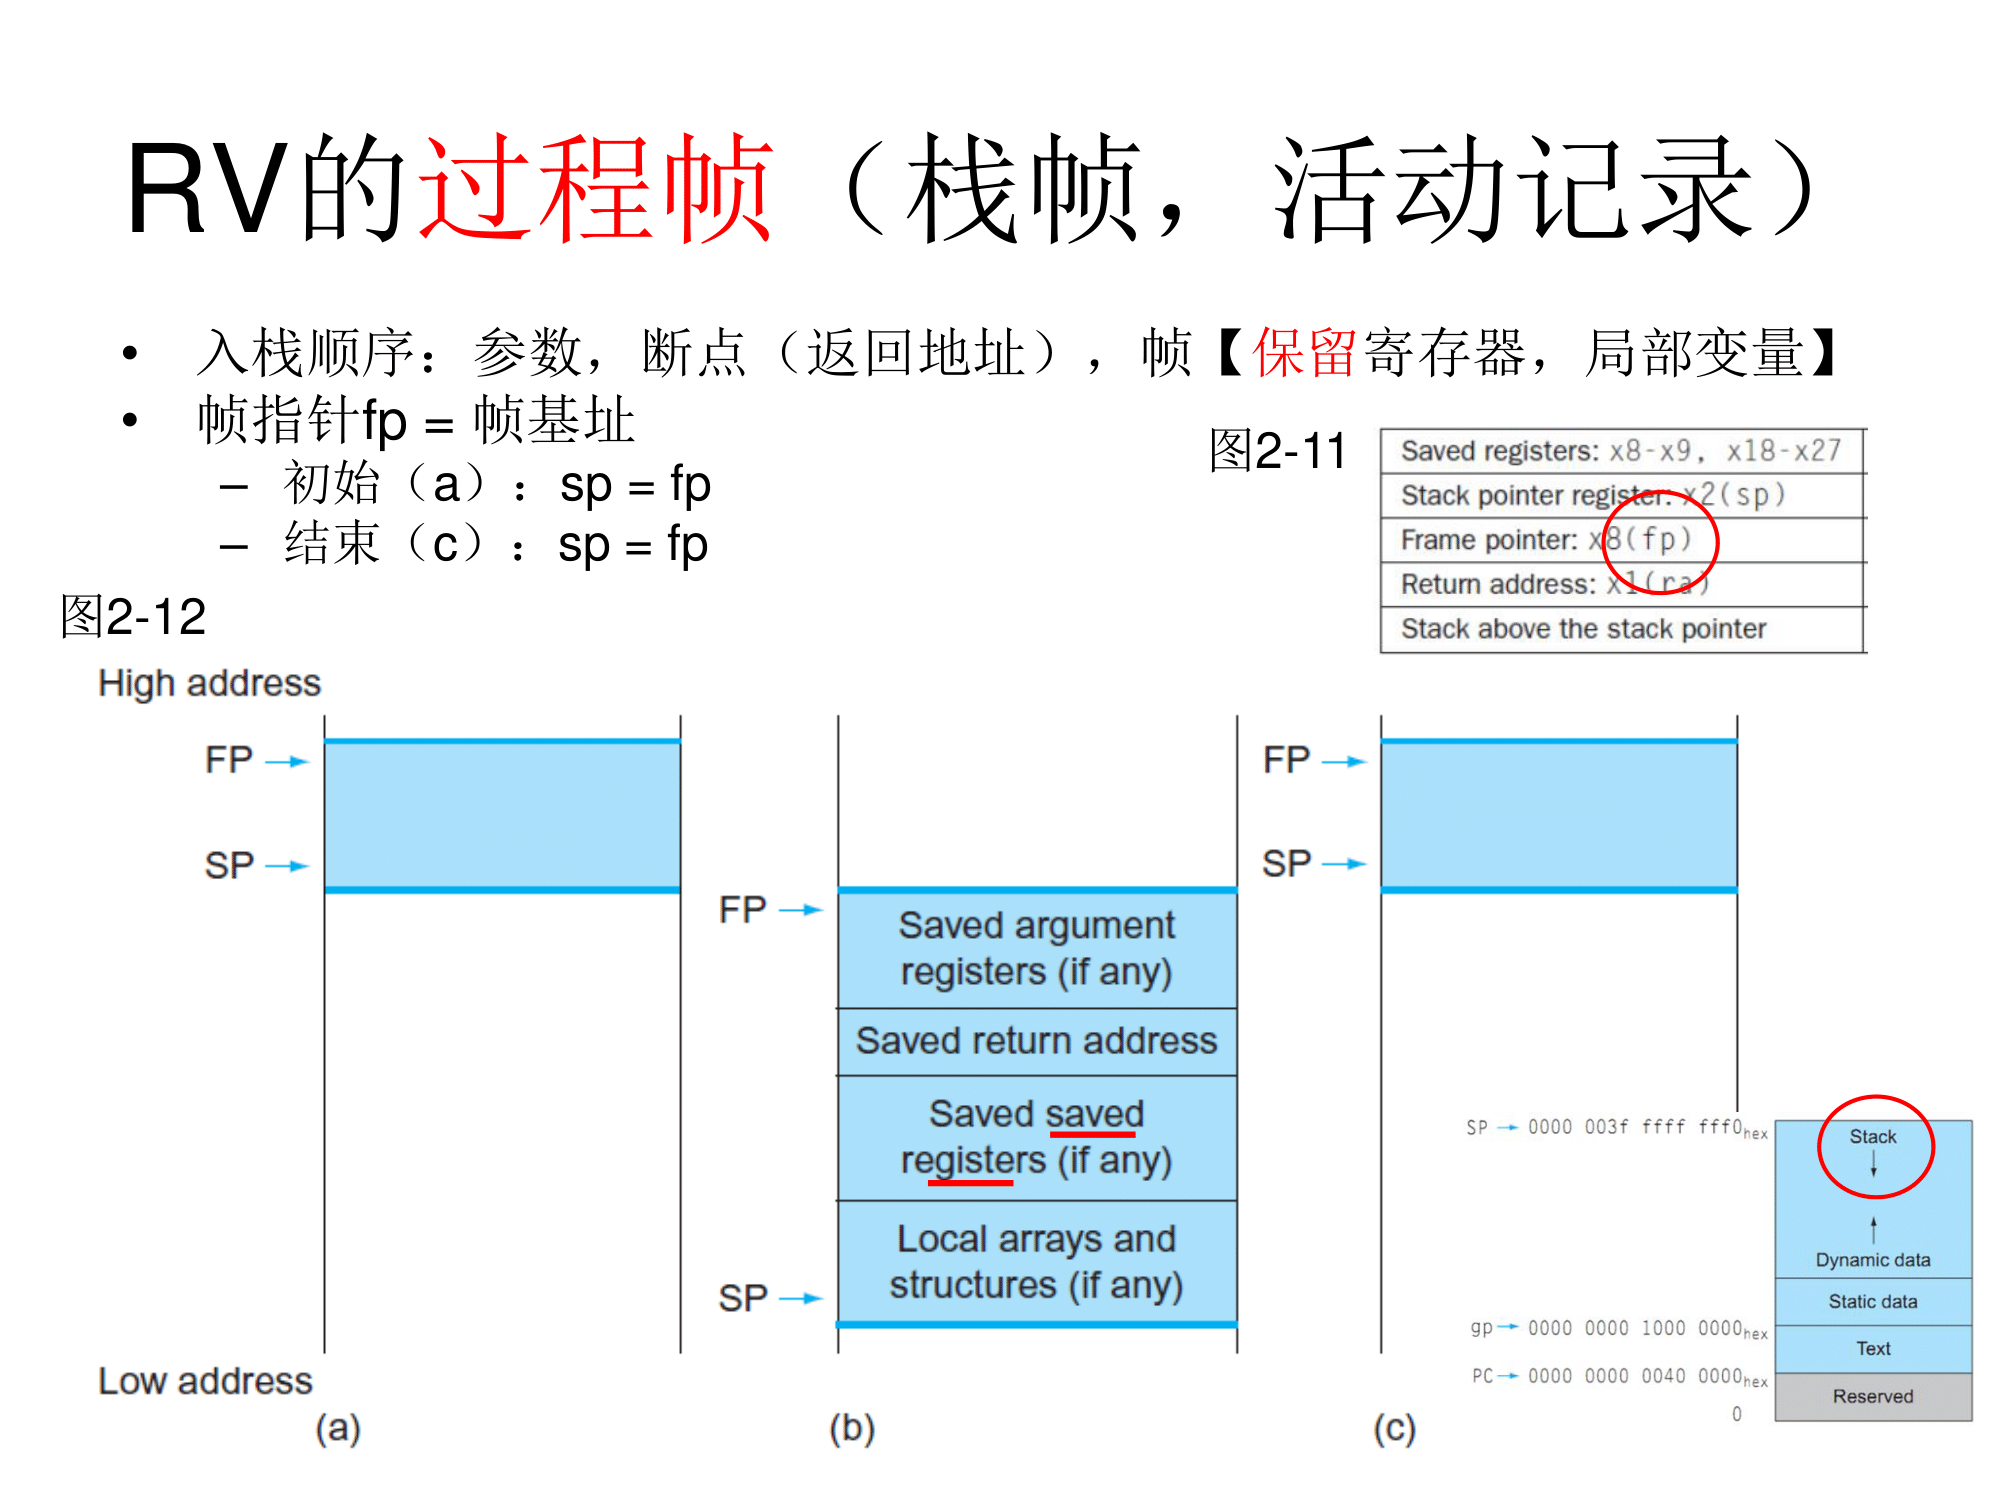 RV的过程帧（栈帧，活动记录）
• 入栈顺序：参数，断点（返回地址），帧【保留寄存器，局部变量】
• 帧指针fp = 帧基址
– 初始（a）：sp = fp
– 结束（c）：sp = fp
图2-11
Saved registers: x8-x9, x18-x27
Stack pointer register: x2(sp)
Frame pointer: x8(fp)
Return address: x1(ra)
Stack above the stack pointer
图2-12
High address
FP
SP
FP
Saved argument
registers (if any)
Saved return address
Saved saved
registers (if any)
Local arrays and
structures (if any)
SP
FP
SP
Low address
(a)
(b)
(c)
SP 0000 003f ffff fff0hex
Stack
Dynamic data
Static data
gp 0000 0000 1000 0000hex
Text
PC 0000 0000 0040 0000hex
Reserved
0